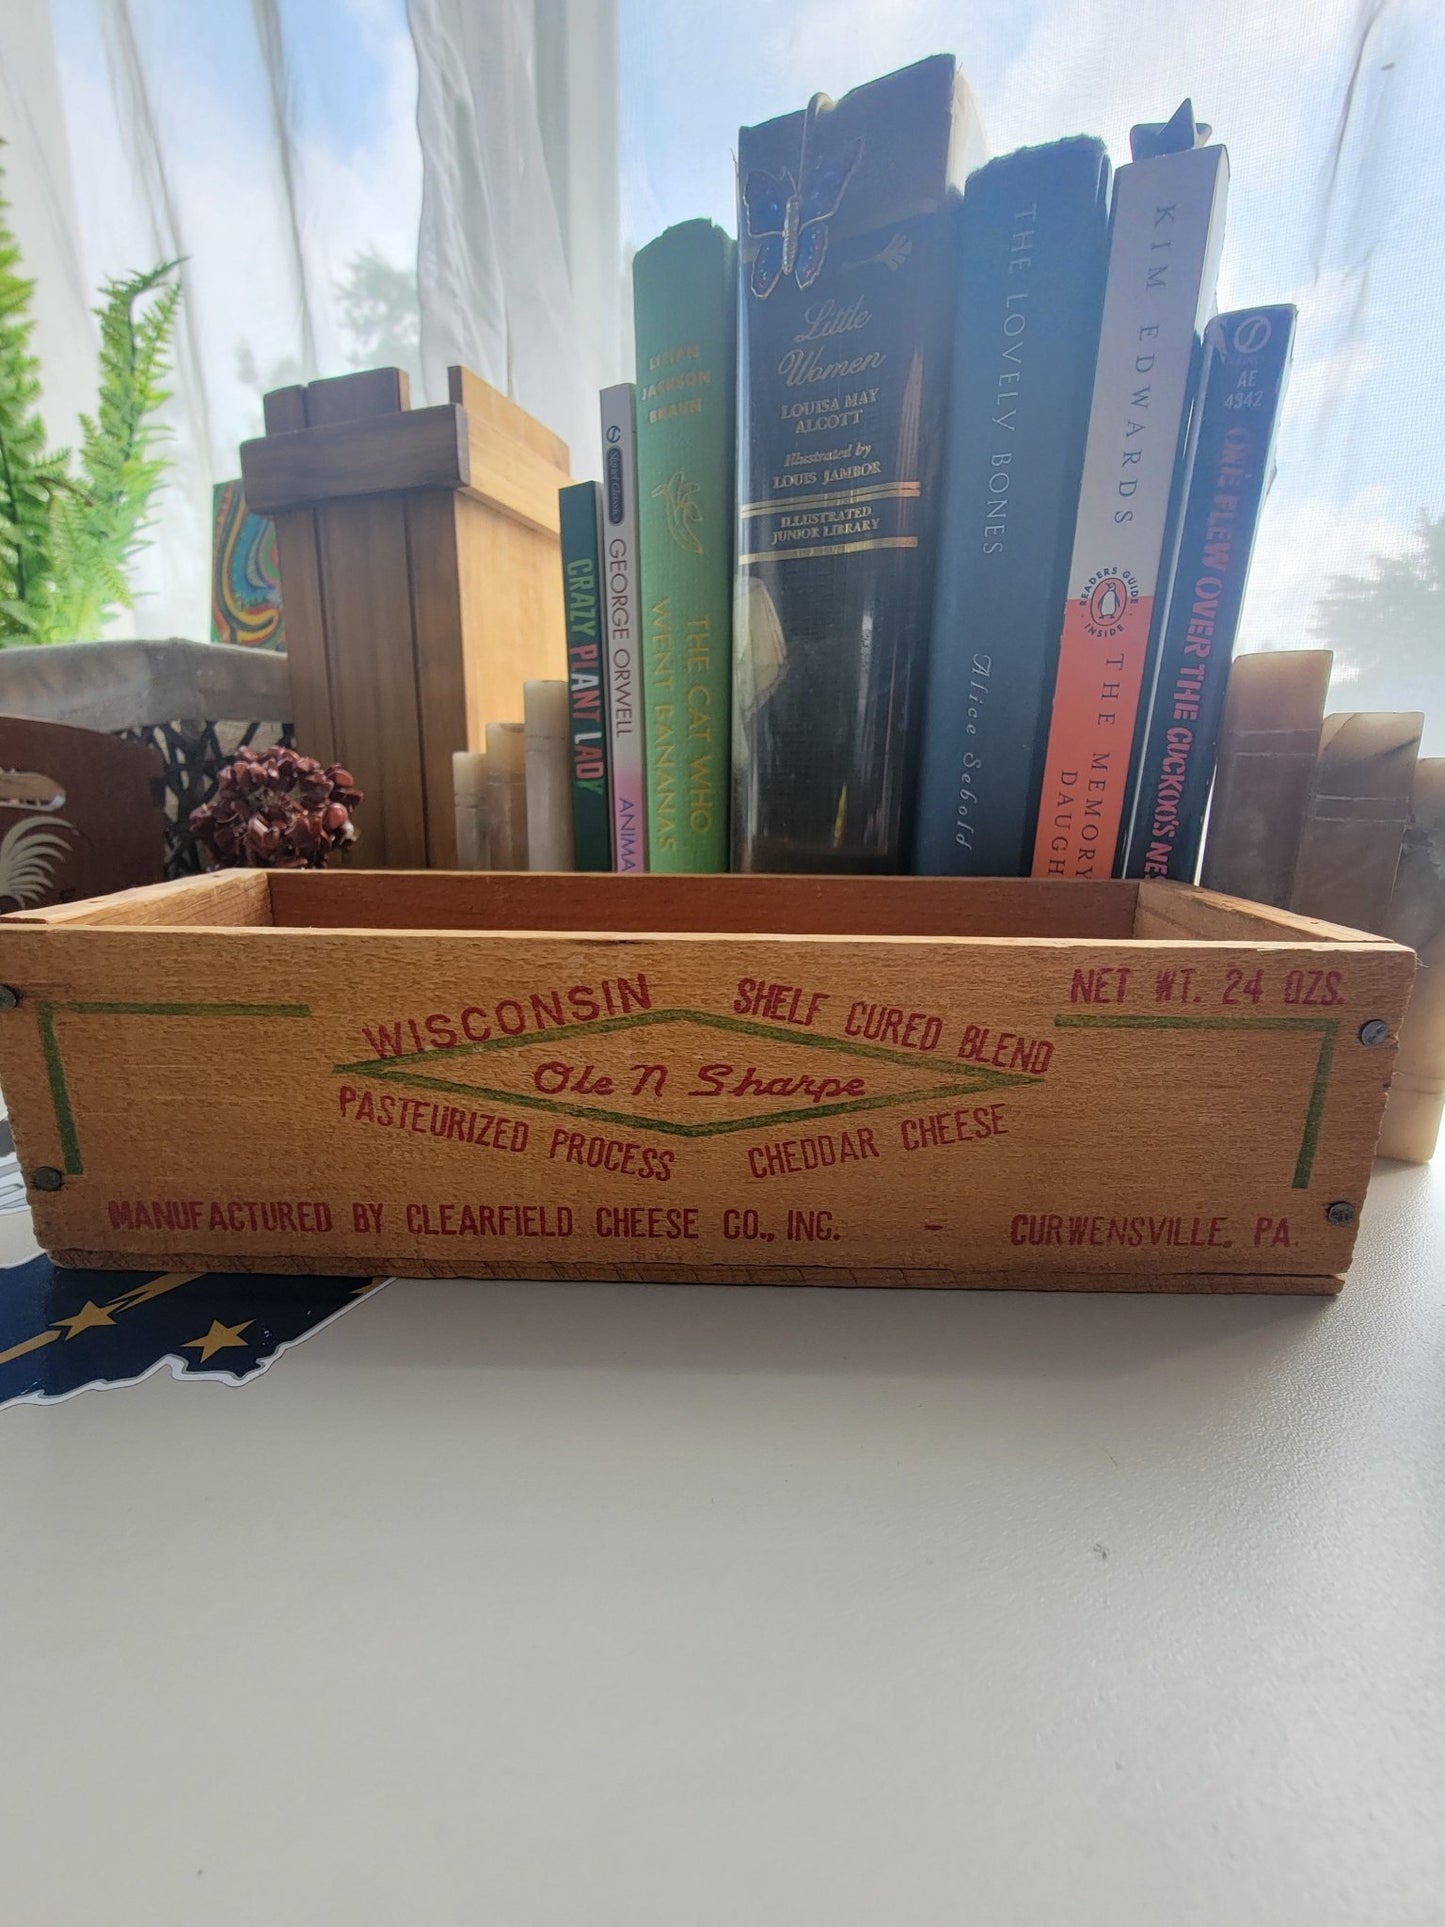 CRAZY PLANT LADY
Signet Classics
GEORGE ORWELL
ANIMA
LILIAN
JACKSON
BRAUN
THE CAT WHO
WENT BANANAS
Little
Women
LOUISA MAY
ALCOTT
Illustrated by
LOUIS JAMBOR
ILLUSTRATED
JUNIOR LIBRARY
THE LOVELY BONES
Alice Sebold
KIM EDWARDS
READERS GUIDE
INSIDE
THE MEMORY
DAUGH
AE
4342
ONE FLEW OVER THE CUCKOO'S NE
NET WT. 24 OZS.
WISCONSIN SHELF CURED BLEND
Ole N Sharpe
PASTEURIZED PROCESS CHEDDAR CHEESE
MANUFACTURED BY CLEARFIELD CHEESE CO., INC. - CURWENSVILLE, PA.